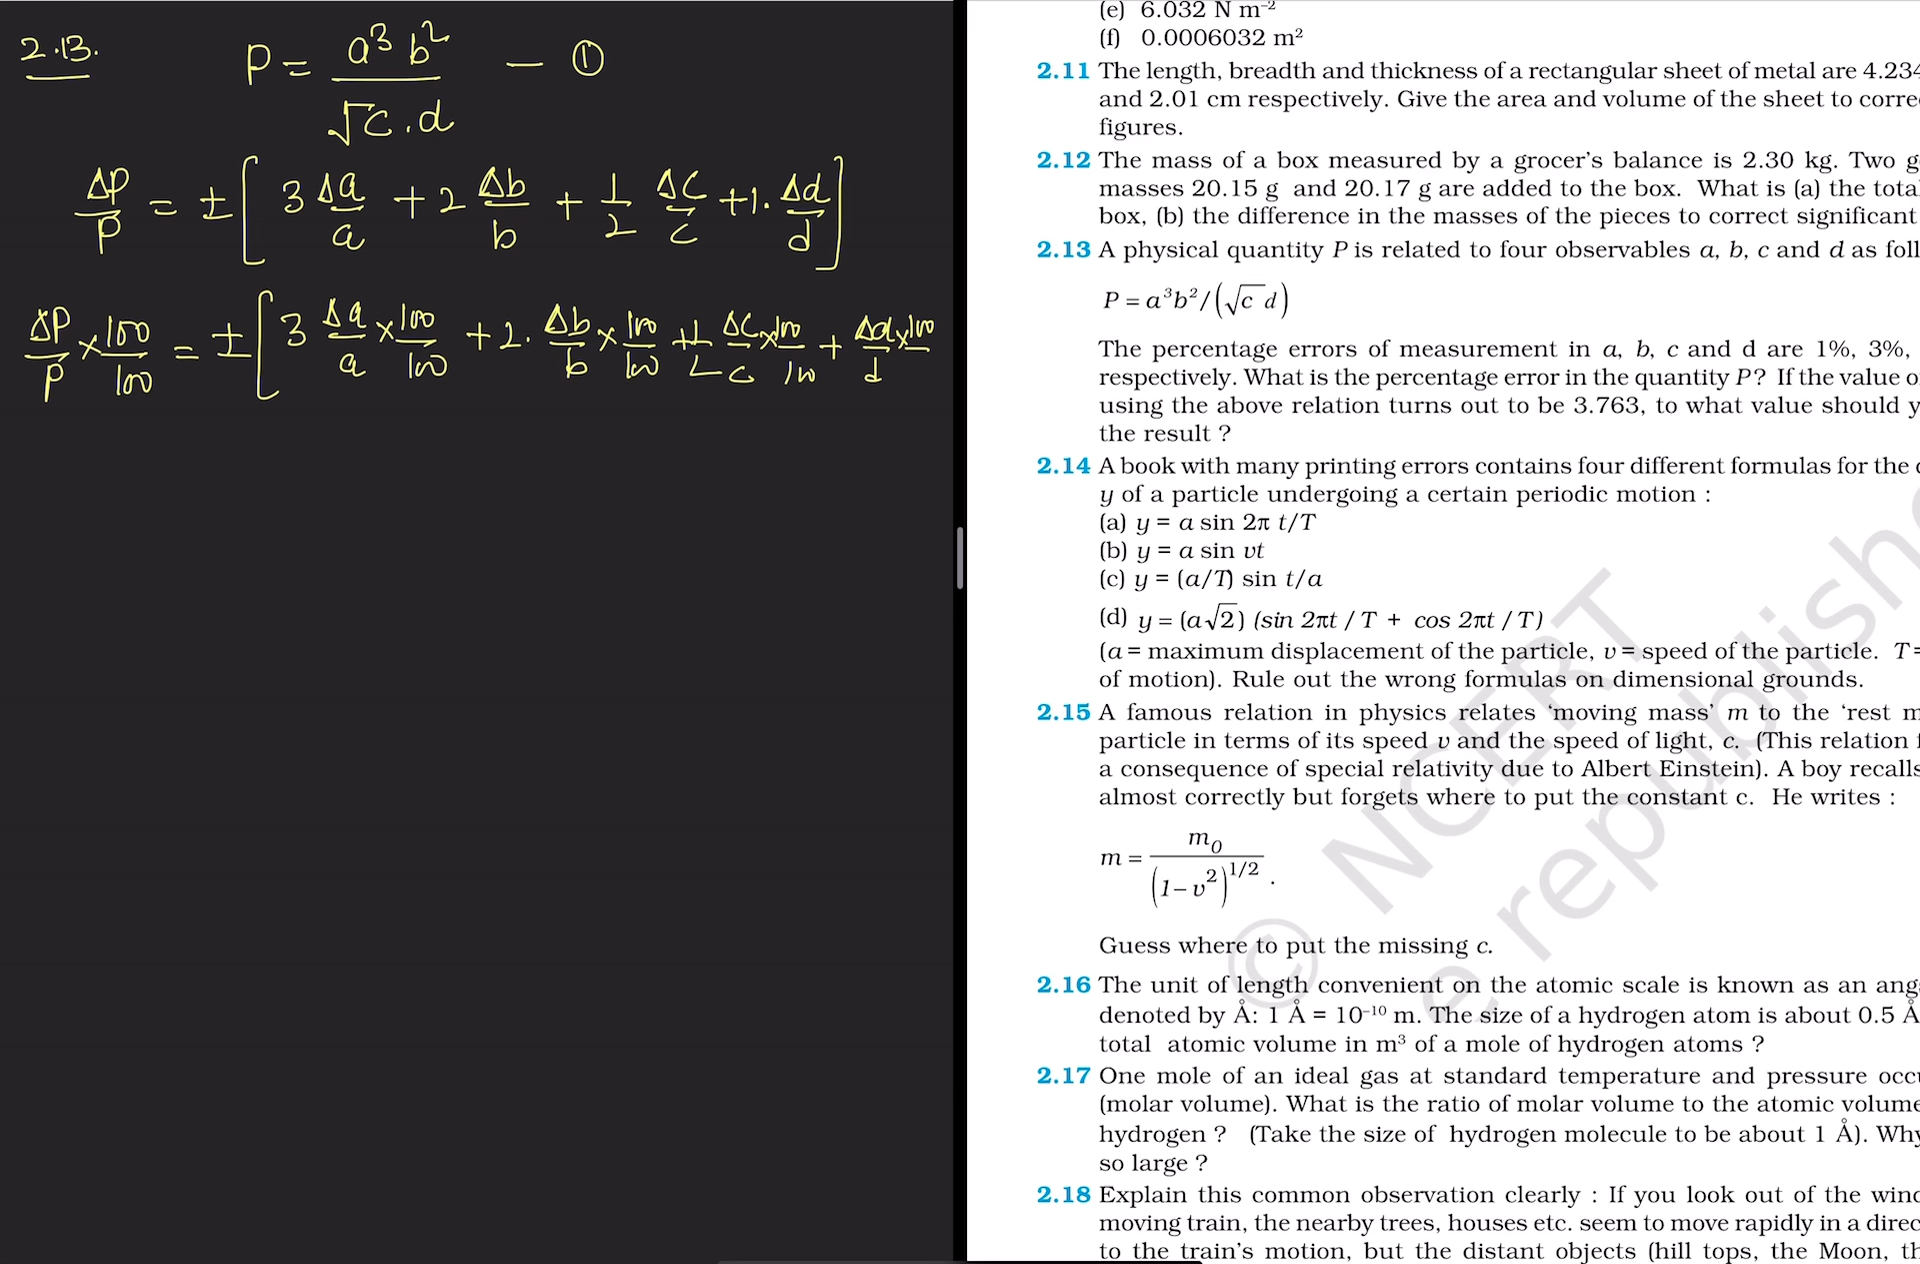 2.13.
P = a³ b² / √c . d — ①
ΔP/P = ± [ 3 Δa/a + 2 Δb/b + 1/2 Δc/c + 1. Δd/d ]
ΔP/P × 100/100 = ± [ 3 Δa/a × 100/100 + 2. Δb/b × 100/100 + 1/2 Δc/c × 100/100 + Δd/d × 100
(e) 6.032 N m⁻²
(f) 0.0006032 m²
2.11 The length, breadth and thickness of a rectangular sheet of metal are 4.234
and 2.01 cm respectively. Give the area and volume of the sheet to corre
figures.
2.12 The mass of a box measured by a grocer's balance is 2.30 kg. Two g
masses 20.15 g and 20.17 g are added to the box. What is (a) the tota
box, (b) the difference in the masses of the pieces to correct significant
2.13 A physical quantity P is related to four observables a, b, c and d as foll
P = a³b²/(√c d)
The percentage errors of measurement in a, b, c and d are 1%, 3%,
respectively. What is the percentage error in the quantity P? If the value o
using the above relation turns out to be 3.763, to what value should y
the result ?
2.14 A book with many printing errors contains four different formulas for the
y of a particle undergoing a certain periodic motion :
(a) y = a sin 2π t/T
(b) y = a sin vt
(c) y = (a/T) sin t/a
(d) y = (a√2) (sin 2πt / T + cos 2πt / T)
(a = maximum displacement of the particle, v = speed of the particle. T =
of motion). Rule out the wrong formulas on dimensional grounds.
2.15 A famous relation in physics relates 'moving mass' m to the 'rest m
particle in terms of its speed v and the speed of light, c. (This relation f
a consequence of special relativity due to Albert Einstein). A boy recalls
almost correctly but forgets where to put the constant c. He writes :
m = m₀ / (1 – v²)^1/2 .
Guess where to put the missing c.
2.16 The unit of length convenient on the atomic scale is known as an ang
denoted by Å: 1 Å = 10⁻¹⁰ m. The size of a hydrogen atom is about 0.5 Å
total atomic volume in m³ of a mole of hydrogen atoms ?
2.17 One mole of an ideal gas at standard temperature and pressure occu
(molar volume). What is the ratio of molar volume to the atomic volume
hydrogen ? (Take the size of hydrogen molecule to be about 1 Å). Why
so large ?
2.18 Explain this common observation clearly : If you look out of the wind
moving train, the nearby trees, houses etc. seem to move rapidly in a direc
to the train's motion, but the distant objects (hill tops, the Moon, th
© NCERT
e republish